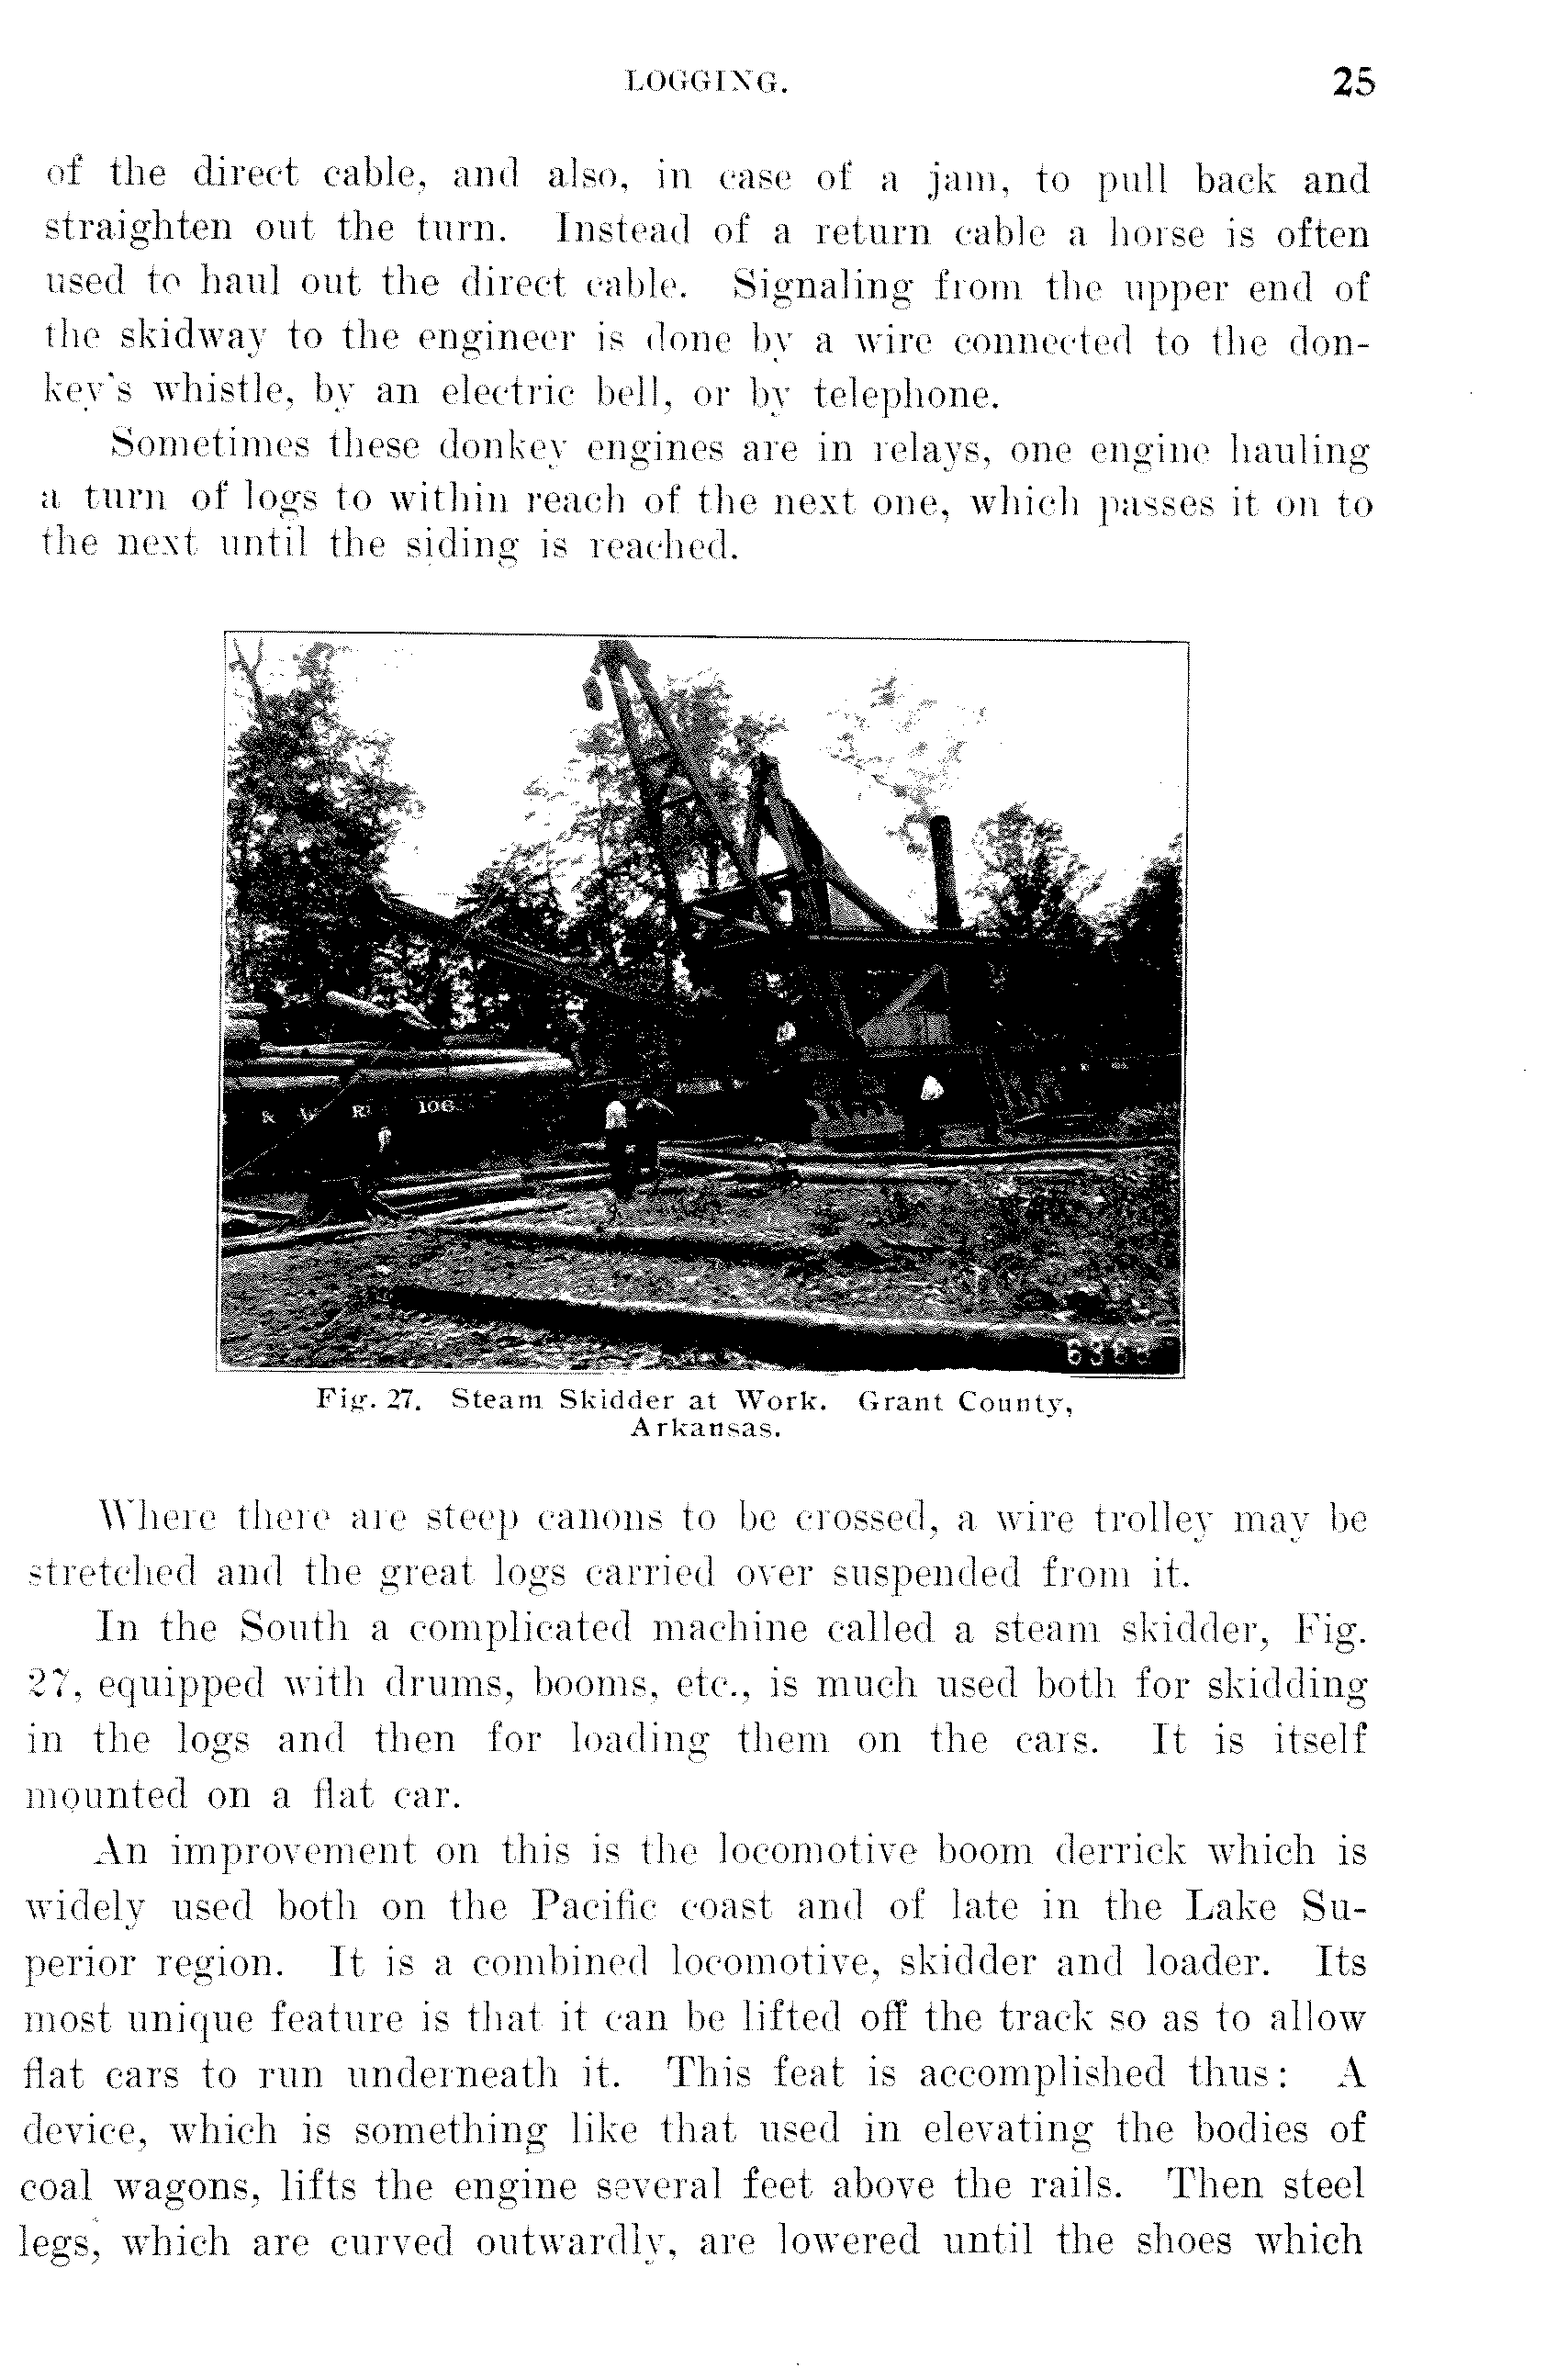 LOGGING. 25
of the direct cable, and also, in case of a jam, to pull back and
straighten out the turn. Instead of a return cable a horse is often
used to haul out the direct cable. Signaling from the upper end of
the skidway to the engineer is done by a wire connected to the don-
key's whistle, by an electric bell, or by telephone.
Sometimes these donkey engines are in relays, one engine hauling
a turn of logs to within reach of the next one, which passes it on to
the next until the siding is reached.
& 106
Fig. 27. Steam Skidder at Work. Grant County,
Arkansas.
Where there are steep canons to be crossed, a wire trolley may be
stretched and the great logs carried over suspended from it.
In the South a complicated machine called a steam skidder, Fig.
27, equipped with drums, booms, etc., is much used both for skidding
in the logs and then for loading them on the cars. It is itself
mounted on a flat car.
An improvement on this is the locomotive boom derrick which is
widely used both on the Pacific coast and of late in the Lake Su-
perior region. It is a combined locomotive, skidder and loader. Its
most unique feature is that it can be lifted off the track so as to allow
flat cars to run underneath it. This feat is accomplished thus: A
device, which is something like that used in elevating the bodies of
coal wagons, lifts the engine several feet above the rails. Then steel
legs, which are curved outwardly, are lowered until the shoes which